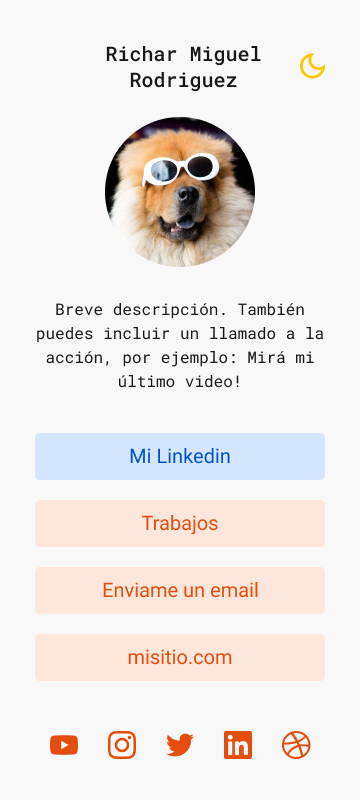 Richar Miguel
Rodriguez
Breve descripción. También
puedes incluir un llamado a la
acción, por ejemplo: Mirá mi
último video!
Mi Linkedin
Trabajos
Enviame un email
misitio.com
in